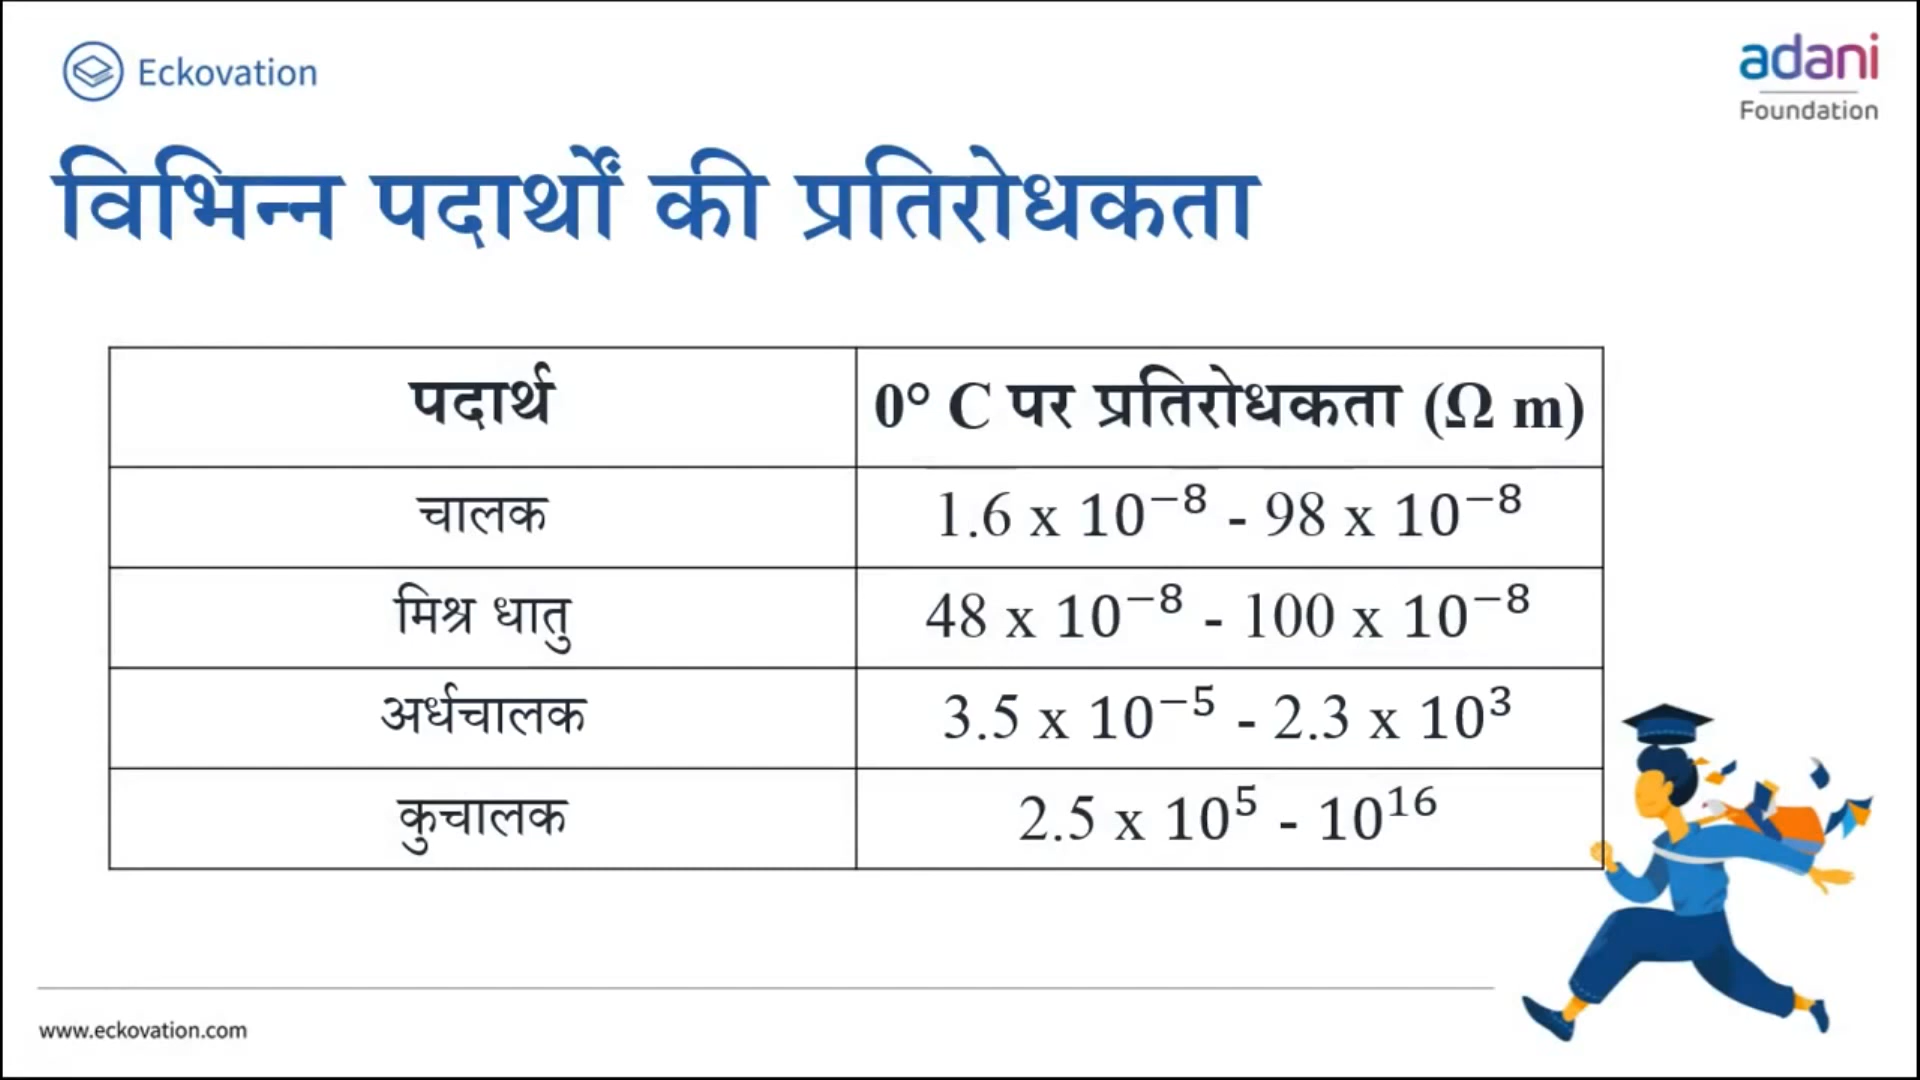 Eckovation
adani
Foundation
विभिन्न पदार्थों की प्रतिरोधकता
पदार्थ	0° C पर प्रतिरोधकता (Ω m)
चालक	1.6 x 10⁻⁸ - 98 x 10⁻⁸
मिश्र धातु	48 x 10⁻⁸ - 100 x 10⁻⁸
अर्धचालक	3.5 x 10⁻⁵ - 2.3 x 10³
कुचालक	2.5 x 10⁵ - 10¹⁶
www.eckovation.com